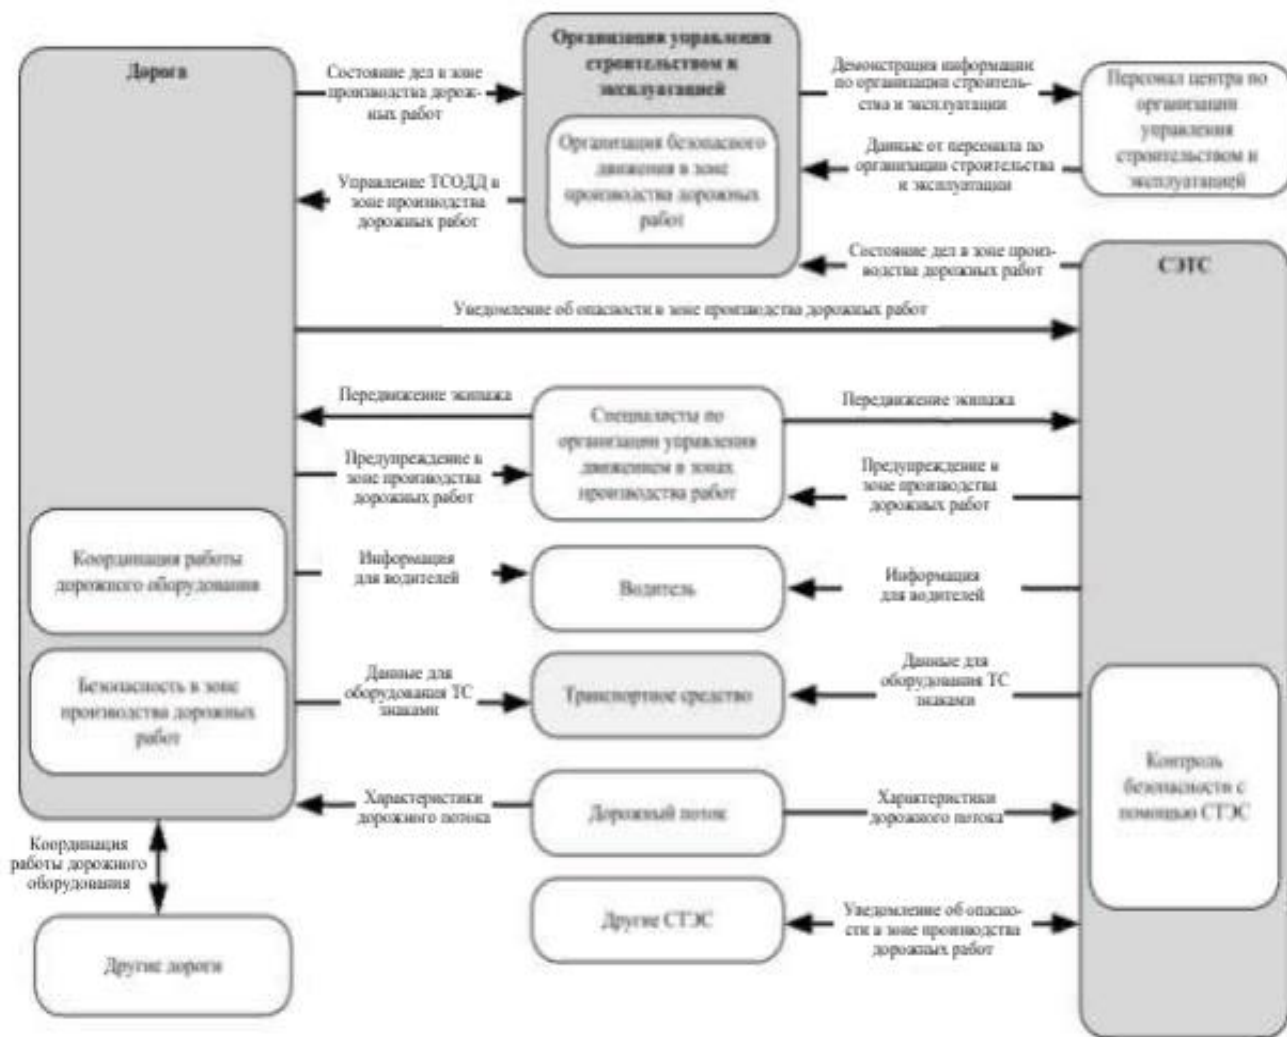 Дорога
Состояние дел в зоне
производства дорож-
ных работ
Управление ТСОДД в
зоне производства
дорожных работ
Организация управления
строительством и
эксплуатацией
Организация безопасного
движения в зоне
производства дорожных
работ
Демонстрация информации
по организации строитель-
ства и эксплуатации
Данные от персонала по
организации строительства
и эксплуатации
Персонал центра по
организации
управления
строительством и
эксплуатацией
Состояние дел в зоне произ-
водства дорожных работ
СЭТС
Уведомление об опасности в зоне производства дорожных работ
Передвижение экипажа
Специалисты по
организации управления
движением в зонах
производства работ
Передвижение экипажа
Предупреждение в
зоне производства
дорожных работ
Предупреждение в
зоне производства
дорожных работ
Координация работы
дорожного оборудования
Информация
для водителей
Водитель
Информация
для водителей
Безопасность в зоне
производства дорожных
работ
Данные для
оборудования ТС
знаками
Транспортное средство
Данные для
оборудования ТС
знаками
Контроль
безопасности с
помощью СТЭС
Характеристики
дорожного потока
Дорожный поток
Характеристики
дорожного потока
Координация
работы дорожного
оборудования
Другие СТЭС
Уведомление об опасно-
сти в зоне производства
дорожных работ
Другие дороги